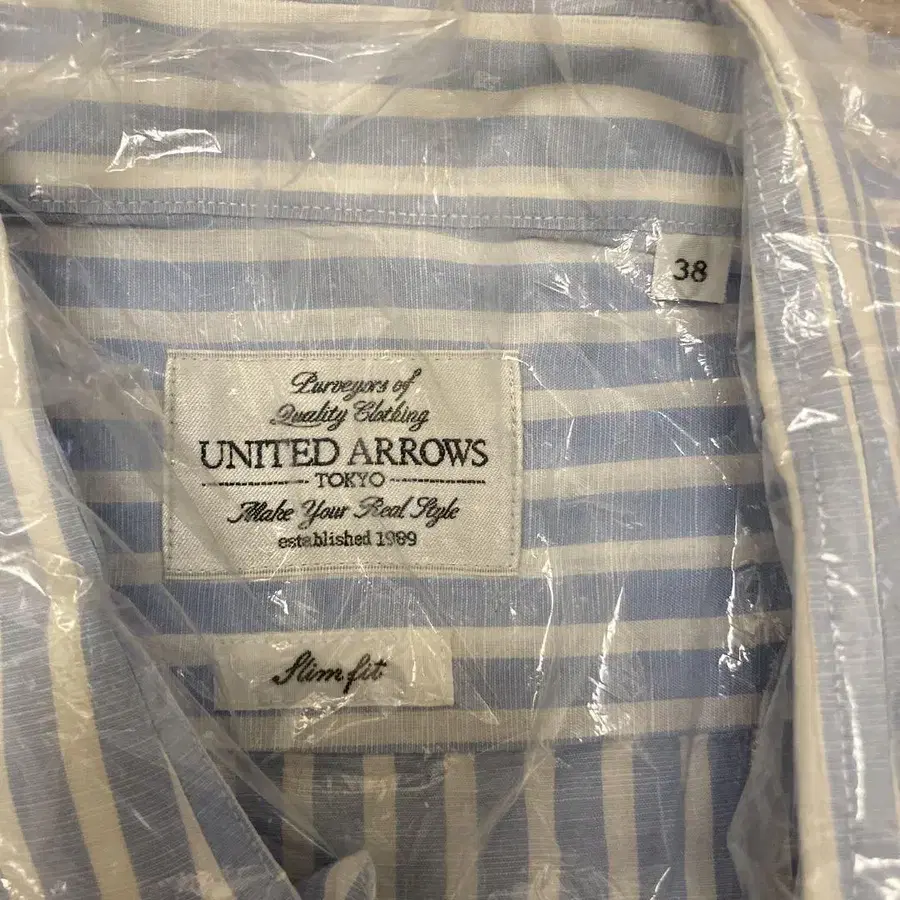 38
Purveyors of
Quality Clothing
UNITED ARROWS
TOKYO
Make Your Real Style
established 1989
Slim fit